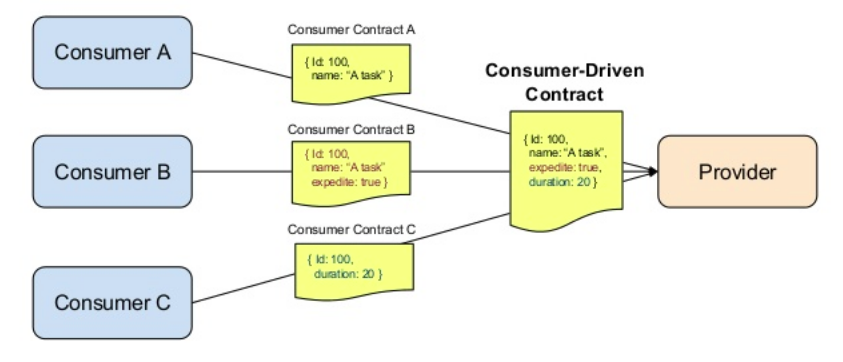 Consumer Contract A
Consumer A
{ Id: 100,
name: “A task” }
Consumer-Driven
Contract
Consumer Contract B
Consumer B
{ Id: 100,
name: “A task”
expedite: true }
{ Id: 100,
name: “A task”,
expedite: true,
duration: 20 }
Provider
Consumer Contract C
{ Id: 100,
duration: 20 }
Consumer C